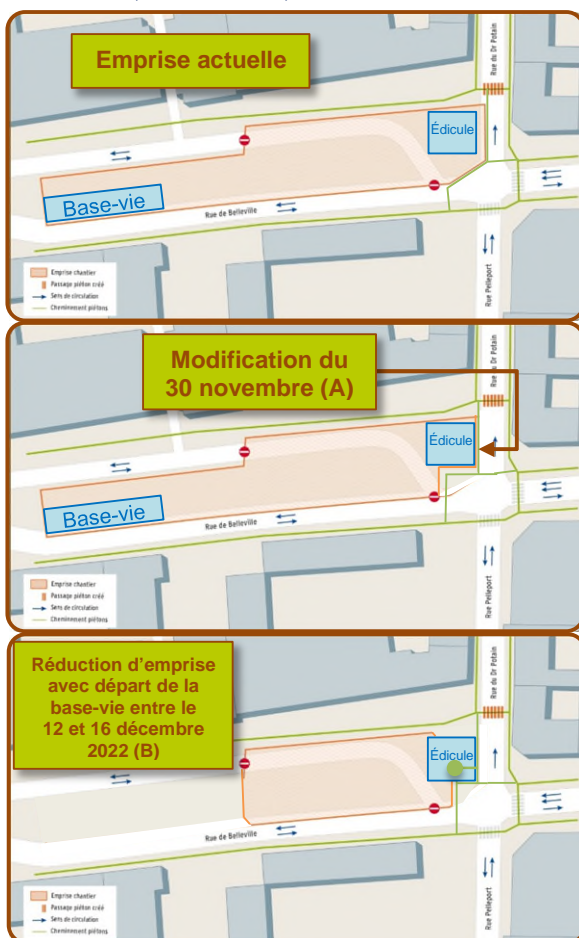 Emprise actuelle
Rue du Dr Potain
Édicule
Base-vie
Rue de Belleville
Rue Pelleport
Emprise chantier
Passage piéton créé
Sens de circulation
Cheminement piétons
Modification du
30 novembre (A)
Rue du Dr Potain
Édicule
Base-vie
Rue de Belleville
Rue Pelleport
Emprise chantier
Passage piéton créé
Sens de circulation
Cheminement piétons
Réduction d'emprise
avec départ de la
base-vie entre le
12 et 16 décembre
2022 (B)
Rue du Dr Potain
Édicule
Rue de Belleville
Rue Pelleport
Emprise chantier
Passage piéton créé
Sens de circulation
Cheminement piétons